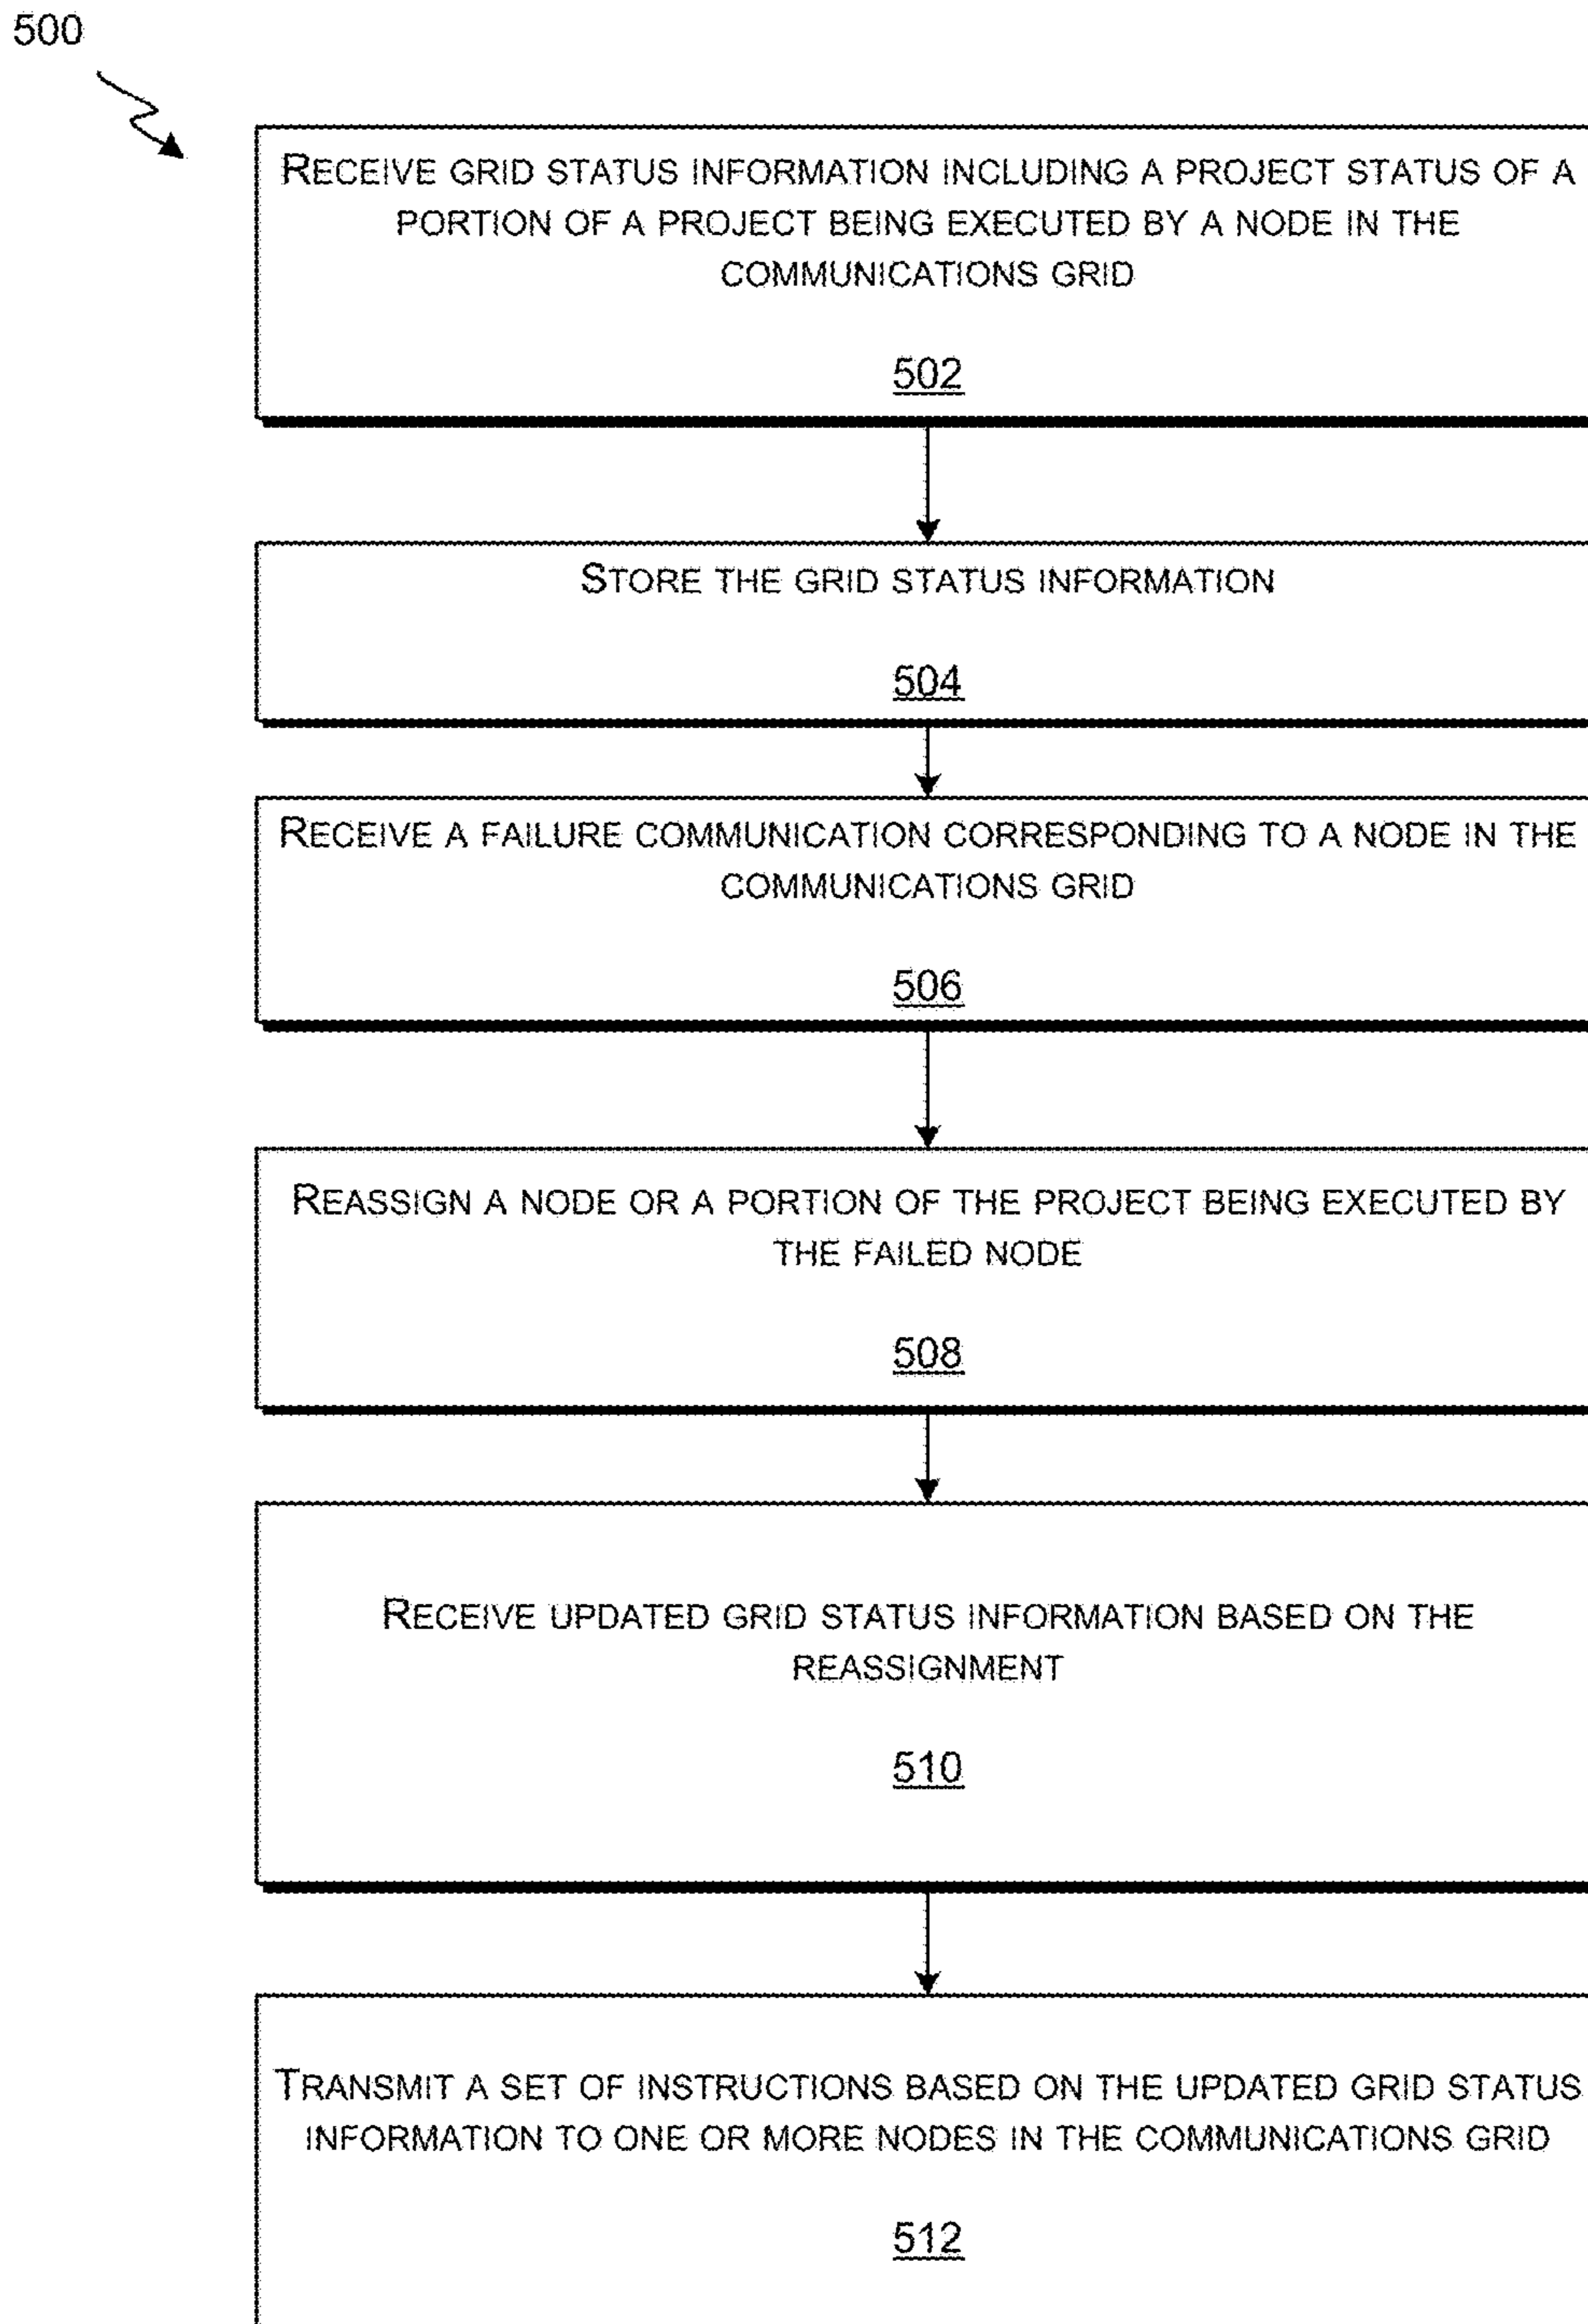 500
RECEIVE GRID STATUS INFORMATION INCLUDING A PROJECT STATUS OF A
PORTION OF A PROJECT BEING EXECUTED BY A NODE IN THE
COMMUNICATIONS GRID
502
STORE THE GRID STATUS INFORMATION
504
RECEIVE A FAILURE COMMUNICATION CORRESPONDING TO A NODE IN THE
COMMUNICATIONS GRID
506
REASSIGN A NODE OR A PORTION OF THE PROJECT BEING EXECUTED BY
THE FAILED NODE
508
RECEIVE UPDATED GRID STATUS INFORMATION BASED ON THE
REASSIGNMENT
510
TRANSMIT A SET OF INSTRUCTIONS BASED ON THE UPDATED GRID STATUS
INFORMATION TO ONE OR MORE NODES IN THE COMMUNICATIONS GRID
512